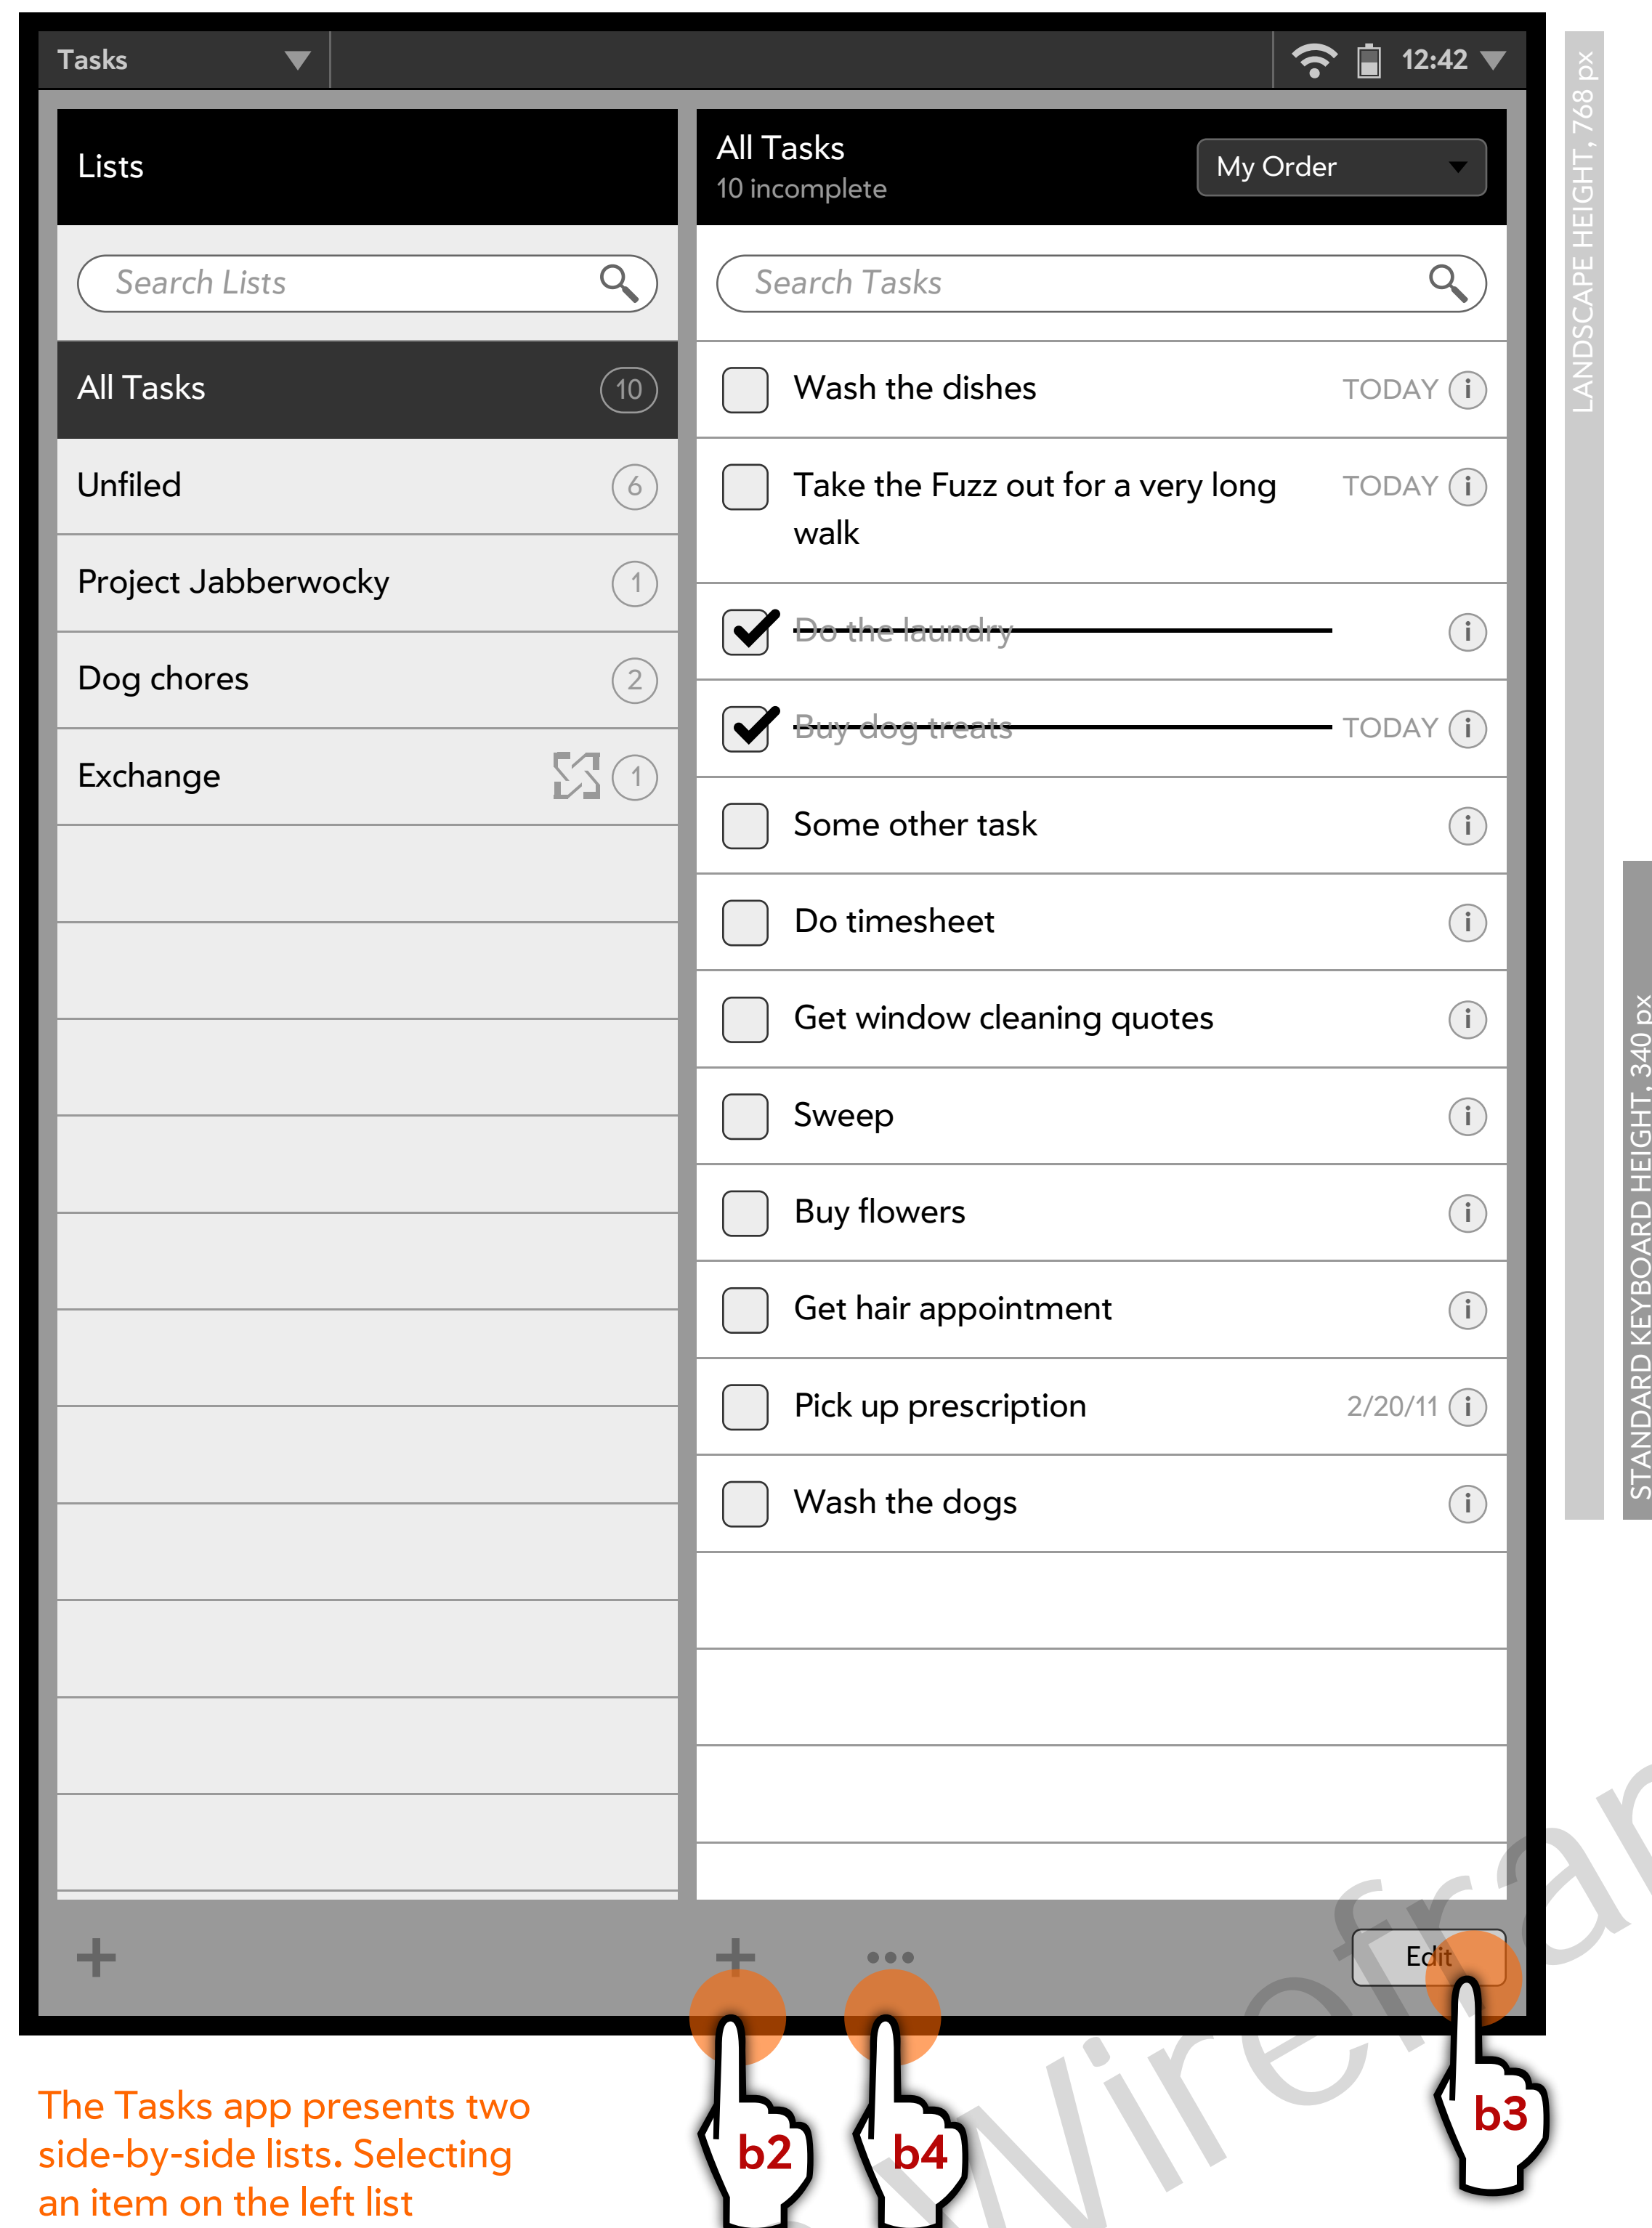 Tasks
12:42
Lists
All Tasks
10 incomplete
My Order
Search Lists
Search Tasks
All Tasks
10
Unfiled
6
Project Jabberwocky
1
Dog chores
2
Exchange
1
Wash the dishes
TODAY
i
Take the Fuzz out for a very long
walk
TODAY
i
Do the laundry
i
Buy dog treats
TODAY
i
Some other task
i
Do timesheet
i
Get window cleaning quotes
i
Sweep
i
Buy flowers
i
Get hair appointment
i
Pick up prescription
2/20/11
i
Wash the dogs
i
Edit
b2
b4
b3
The Tasks app presents two
side-by-side lists. Selecting
an item on the left list
LANDSCAPE HEIGHT, 768 px
STANDARD KEYBOARD HEIGHT, 340 px